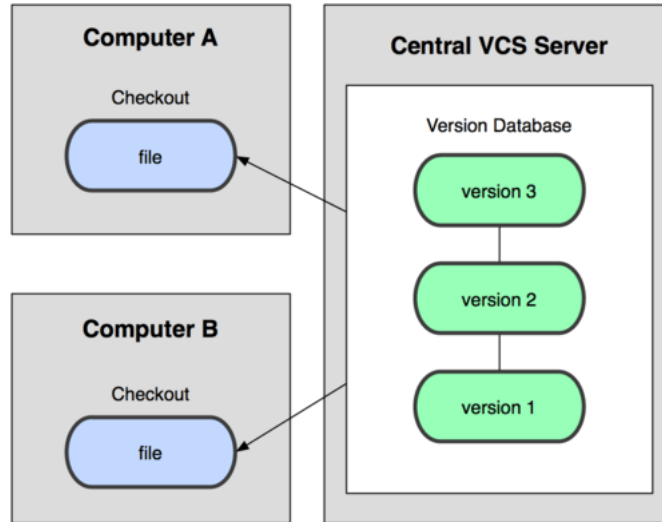 Computer A
Checkout
file
Computer B
Checkout
file
Central VCS Server
Version Database
version 3
version 2
version 1